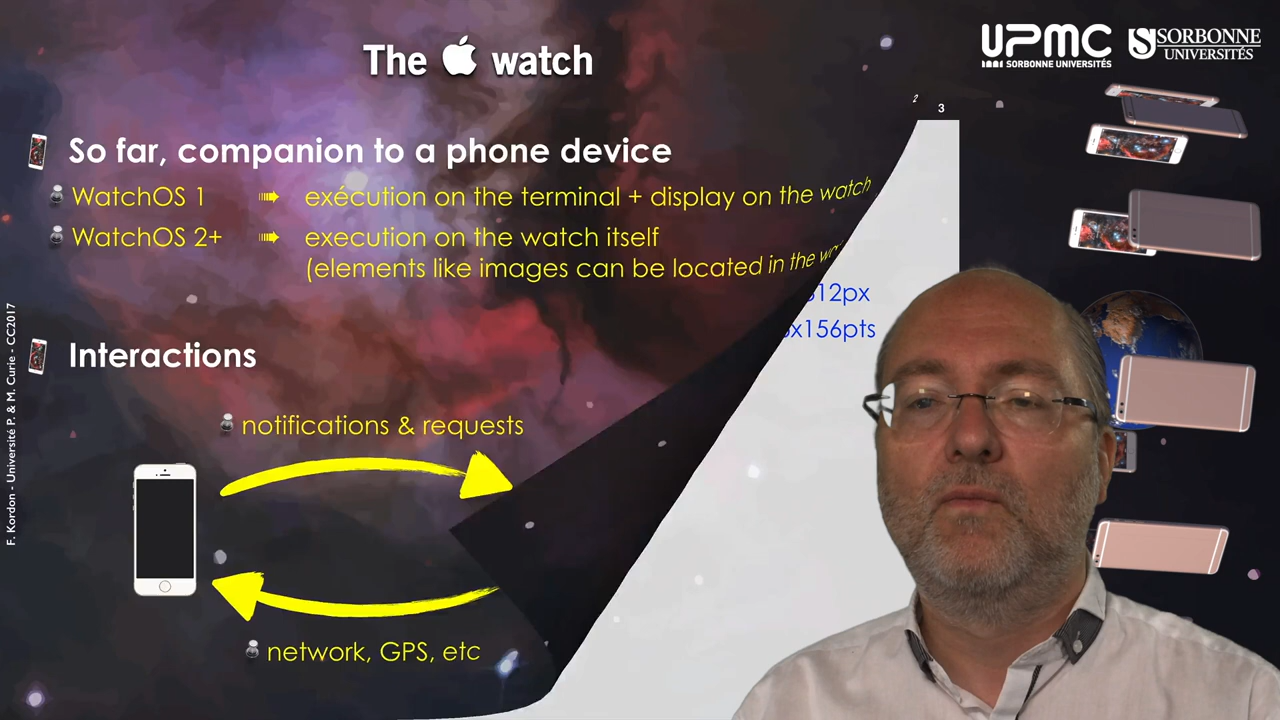 The watch
UPMC
SORBONNE UNIVERSITÉS
SORBONNE
UNIVERSITÉS
2
3
So far, companion to a phone device
WatchOS 1 exécution on the terminal + display on the watch
WatchOS 2+ execution on the watch itself
(elements like images can be located in the
312px
x156pts
Interactions
notifications & requests
network, GPS, etc
F. Kordon - Université P. & M. Curie - CC2017